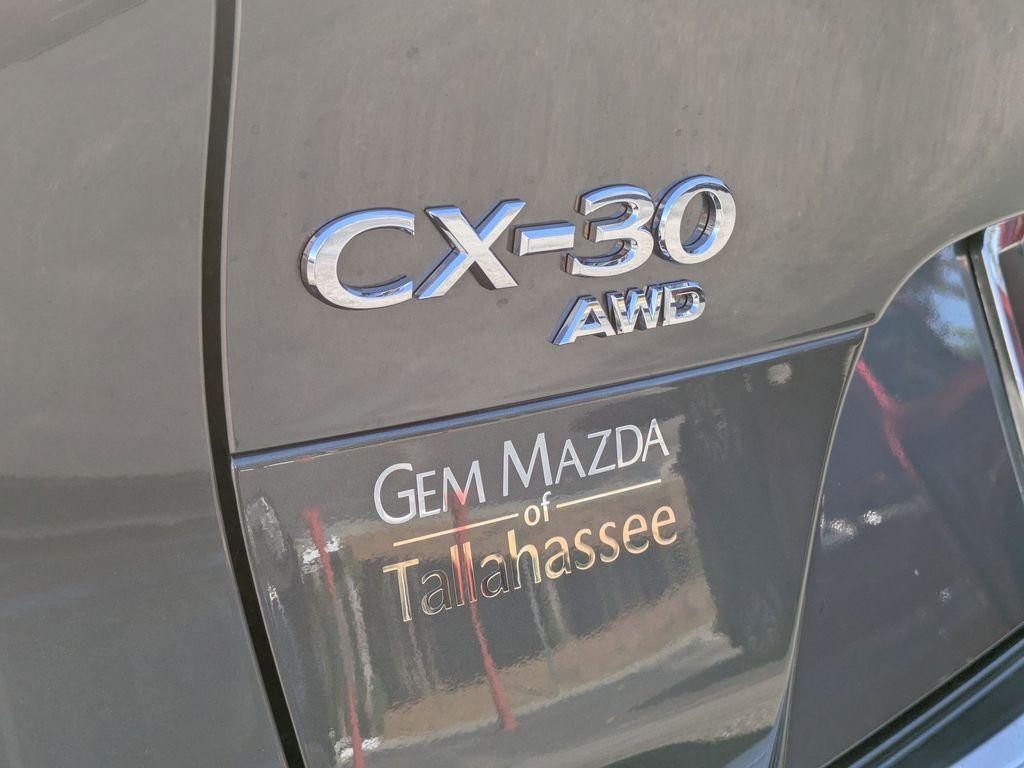 CX-30
AWD
GEM MAZDA
of
Tallahassee